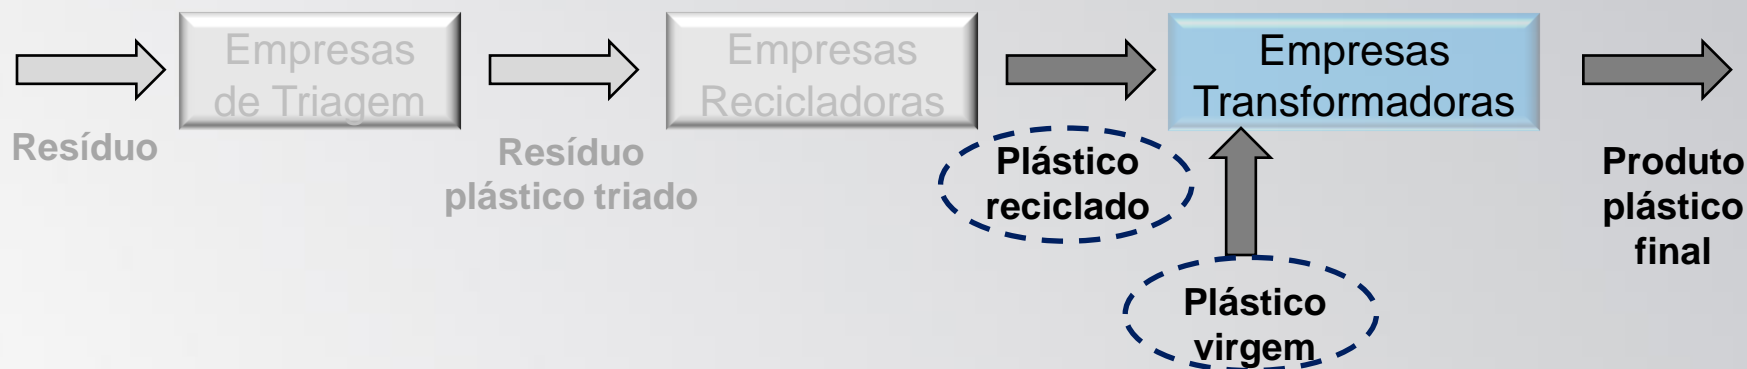 Empresas
de Triagem
Empresas
Recicladoras
Empresas
Transformadoras
Resíduo
Resíduo
plástico triado
Plástico
reciclado
Plástico
virgem
Produto
plástico
final